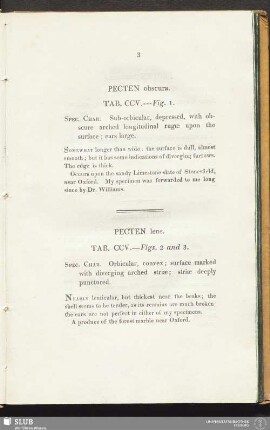 3
PECTEN obscura.
TAB. CCV.—Fig. 1.
Spec. Char. Sub-orbicular, depressed, with ob-
scure arched longitudinal rugæ upon the
surface; ears large.
Somewhat longer than wide: the surface is dull, almost
smooth; but it has some indications of diverging furrows.
The edge is thick.
Occurs upon the sandy Limestone slate of Stonesfield,
near Oxford. My specimen was forwarded to me long
since by Dr. Williams.
PECTEN lens.
TAB. CCV.—Figs. 2 and 3.
Spec. Char. Orbicular, convex; surface marked
with diverging arched striæ; striæ deeply
punctured.
Nearly lenticular, but thickest near the beaks; the
shell seems to be tender, as its remains are much broken
the ears are not perfect in either of my specimens.
A produce of the forest marble near Oxford.
SLUB